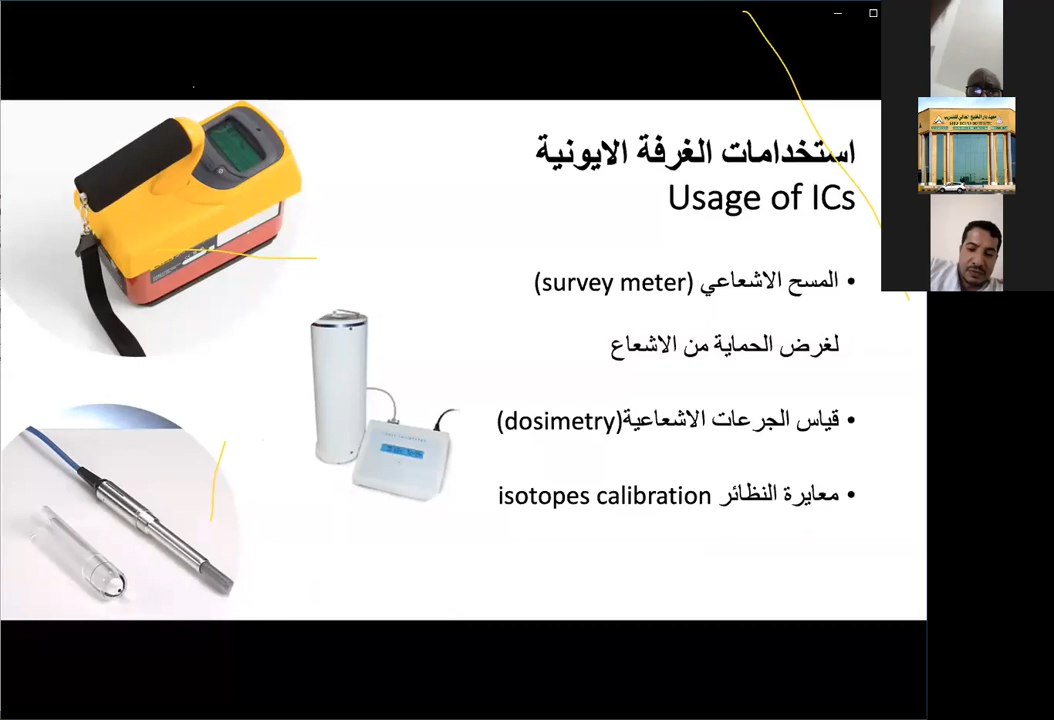 استخدامات الغرفة الايونية
Usage of ICs
• المسح الاشعاعي (survey meter)
لغرض الحماية من الاشعاع
• قياس الجرعات الاشعاعية(dosimetry)
• معايرة النظائر isotopes calibration